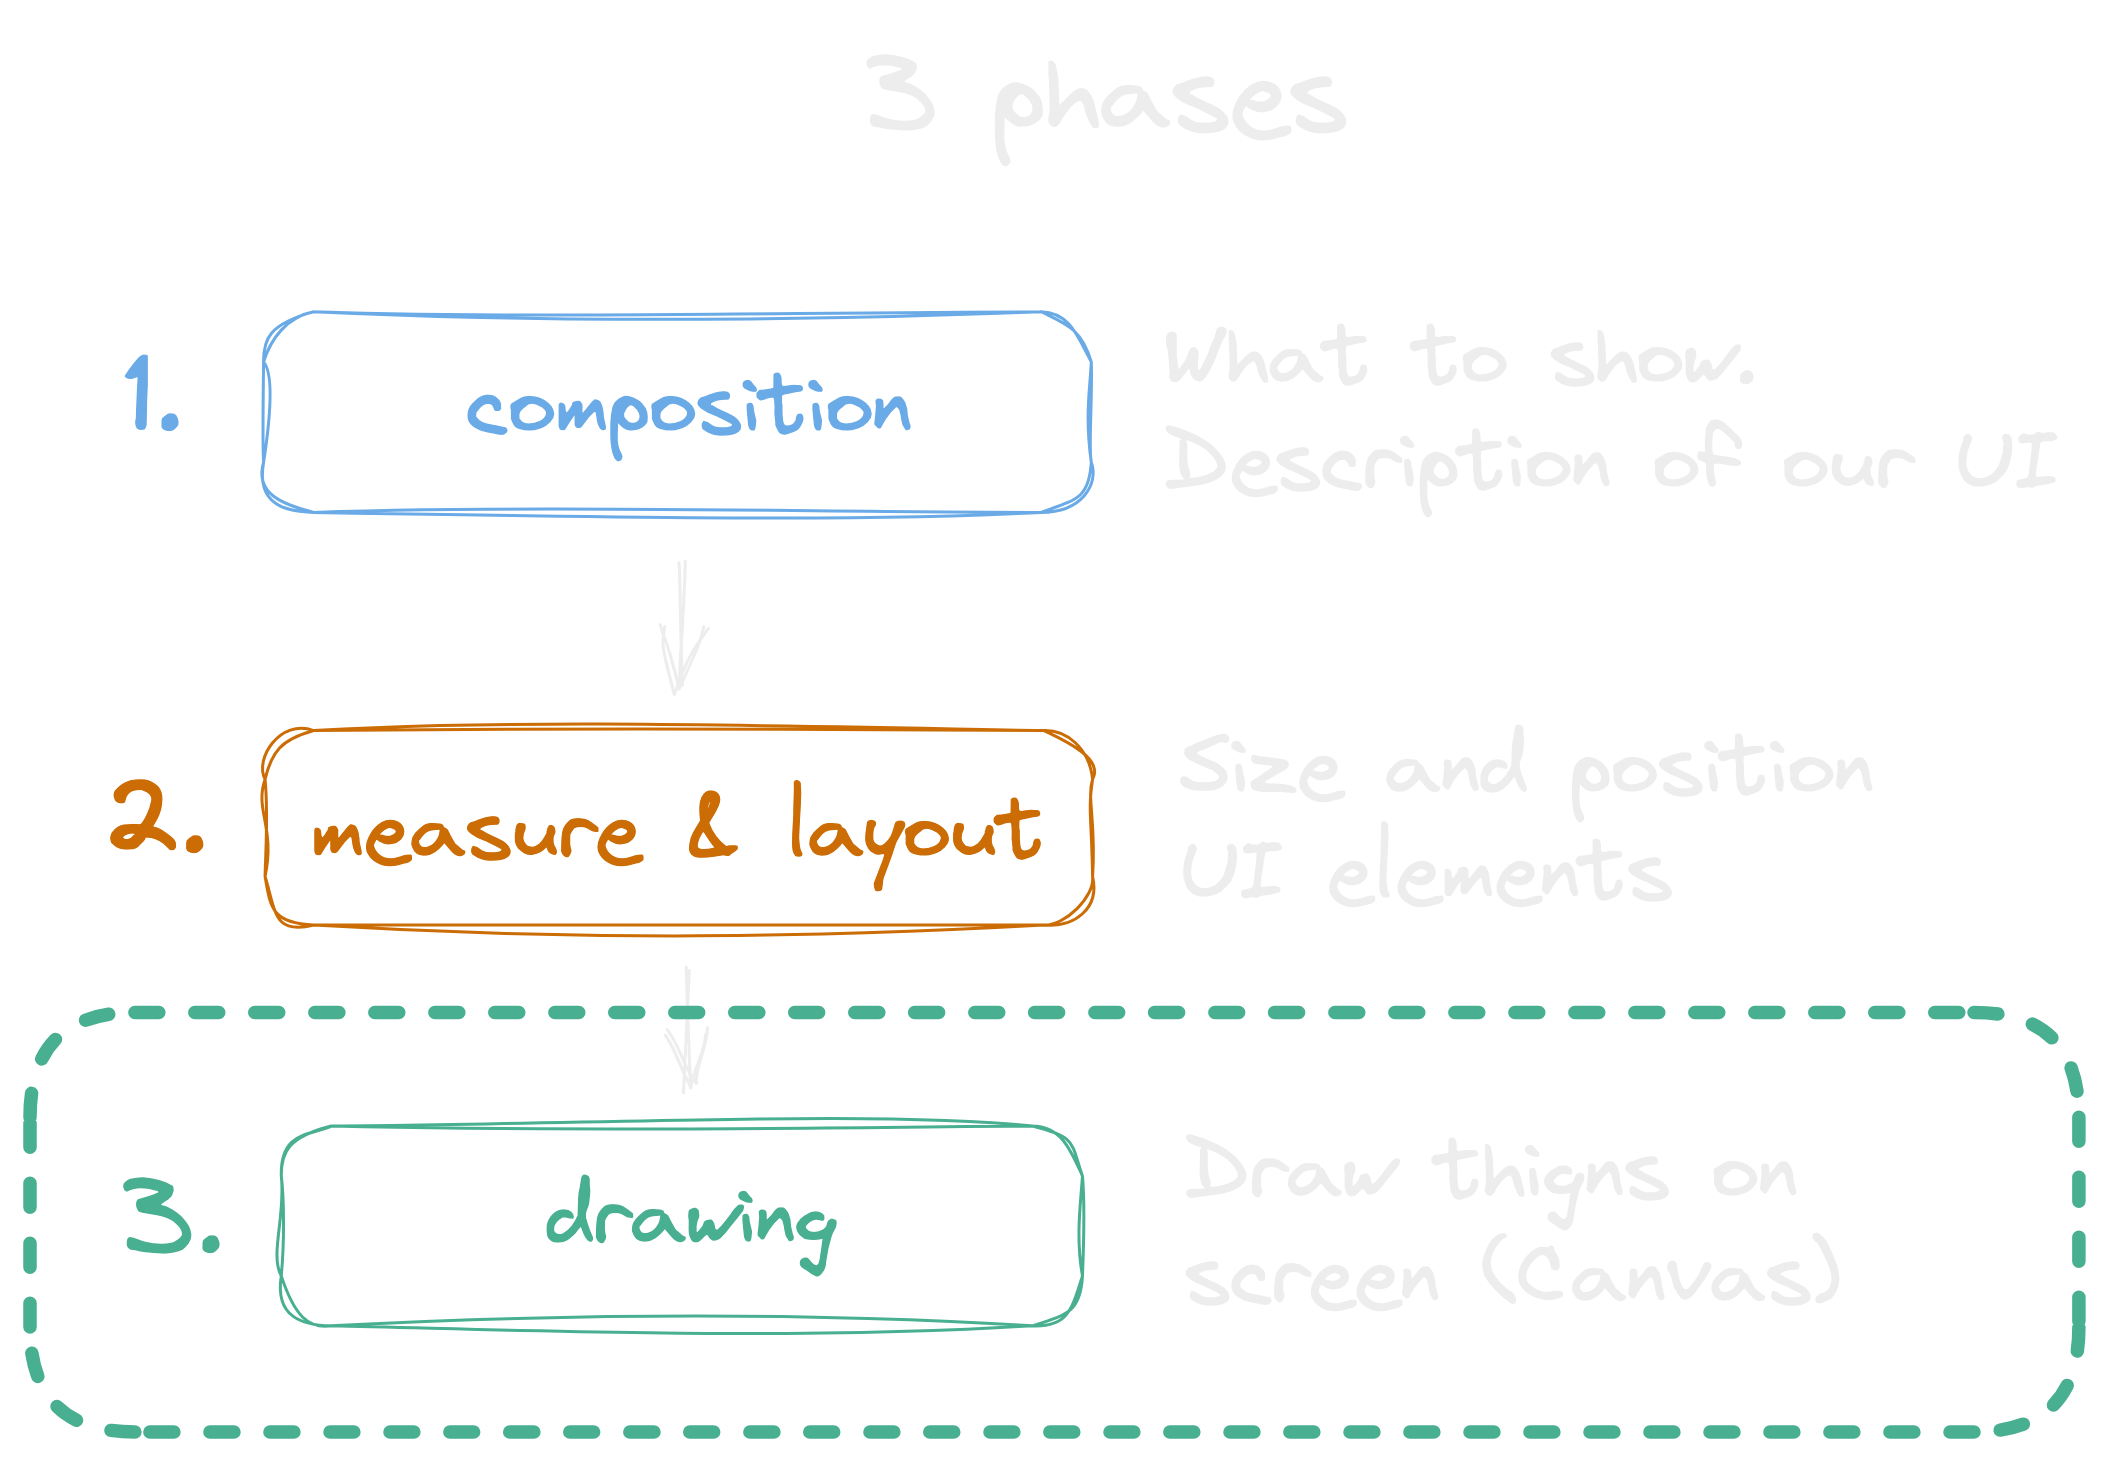 3 phases
1.
composition
What to show.
Description of our UI
2.
measure & layout
Size and position
UI elements
3.
drawing
Draw thigns on
screen (Canvas)